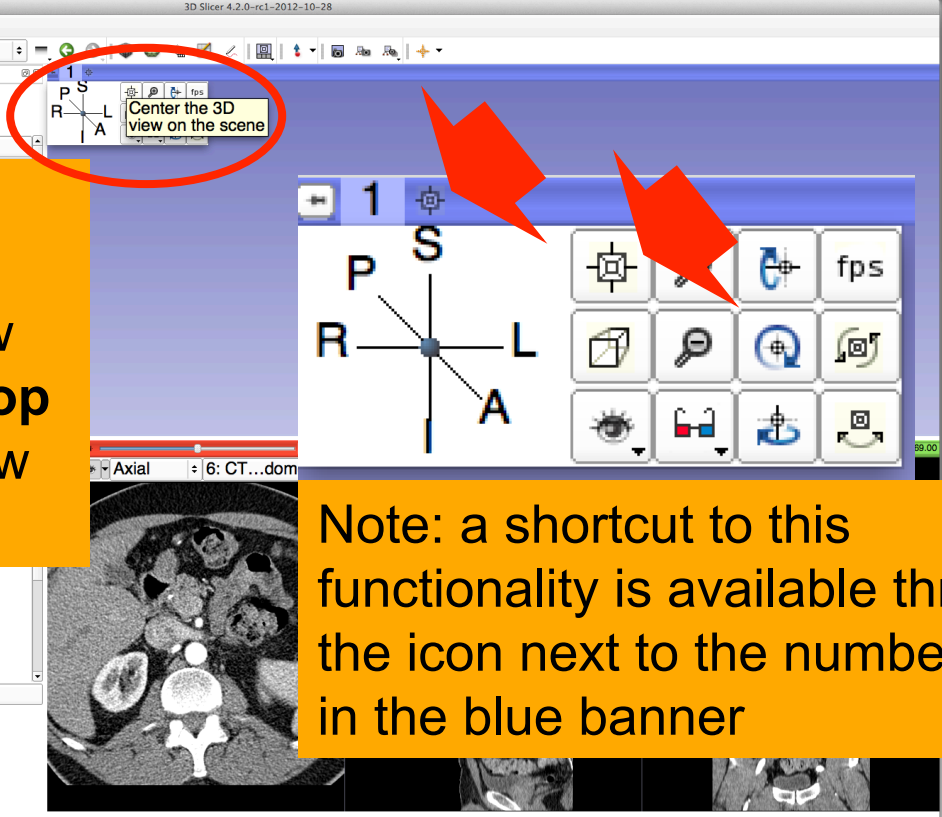 3D Slicer 4.2.0-rc1-2012-10-28
1
P S
R L
I A
fps
Center the 3D
view on the scene
1
S
P
R L
A
I
fps
op
69.00
Axial
6: CT…dom
Note: a shortcut to this
functionality is available
the icon next to the
in the blue banner